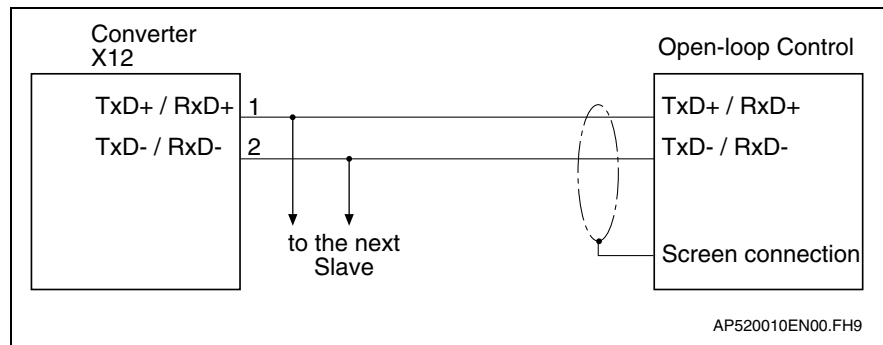 Converter
X12
Open-loop Control
TxD+ / RxD+ 1
TxD+ / RxD+
TxD- / RxD- 2
TxD- / RxD-
to the next
Slave
Screen connection
AP520010EN00.FH9